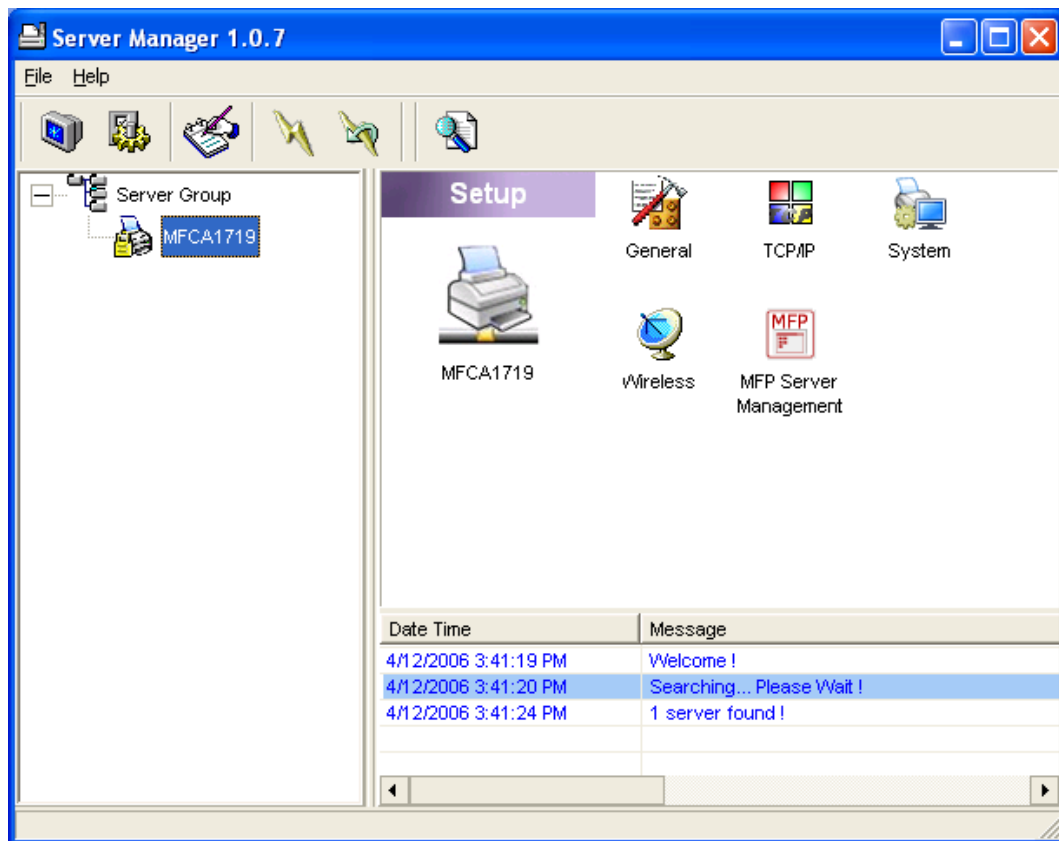 Server Manager 1.0.7
File Help
Server Group
MFCA1719
Setup
MFCA1719
General
TCP/IP
TCP/IP
System
Wireless
MFP
MFP Server
Management
Date Time Message
4/12/2006 3:41:19 PM Welcome !
4/12/2006 3:41:20 PM Searching... Please Wait !
4/12/2006 3:41:24 PM 1 server found !